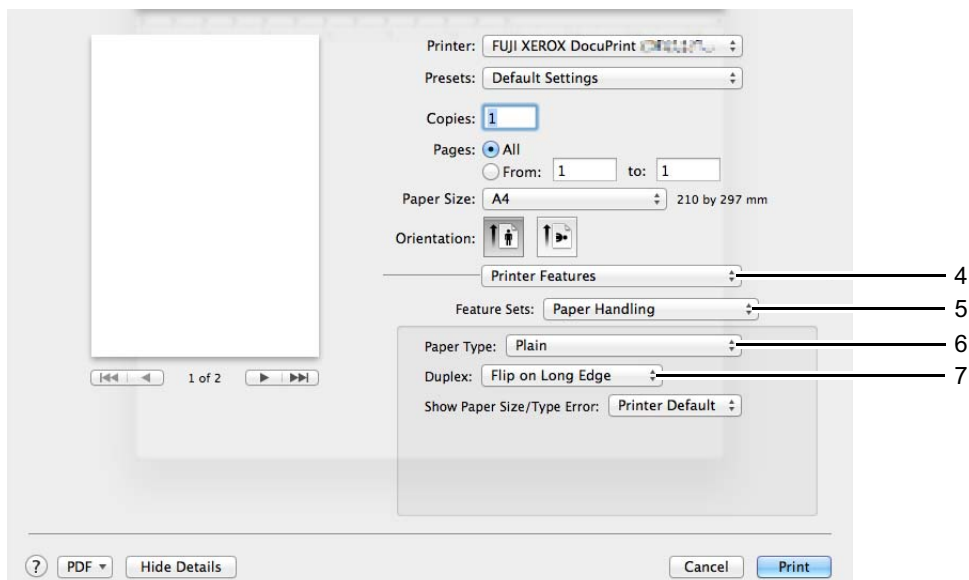 Printer: FUJI XEROX DocuPrint
Presets: Default Settings
Copies: 1
Pages: All
From: 1 to: 1
Paper Size: A4 210 by 297 mm
Orientation:
Printer Features 4
Feature Sets: Paper Handling 5
Paper Type: Plain 6
1 of 2 Duplex: Flip on Long Edge 7
Show Paper Size/Type Error: Printer Default
? PDF Hide Details Cancel Print